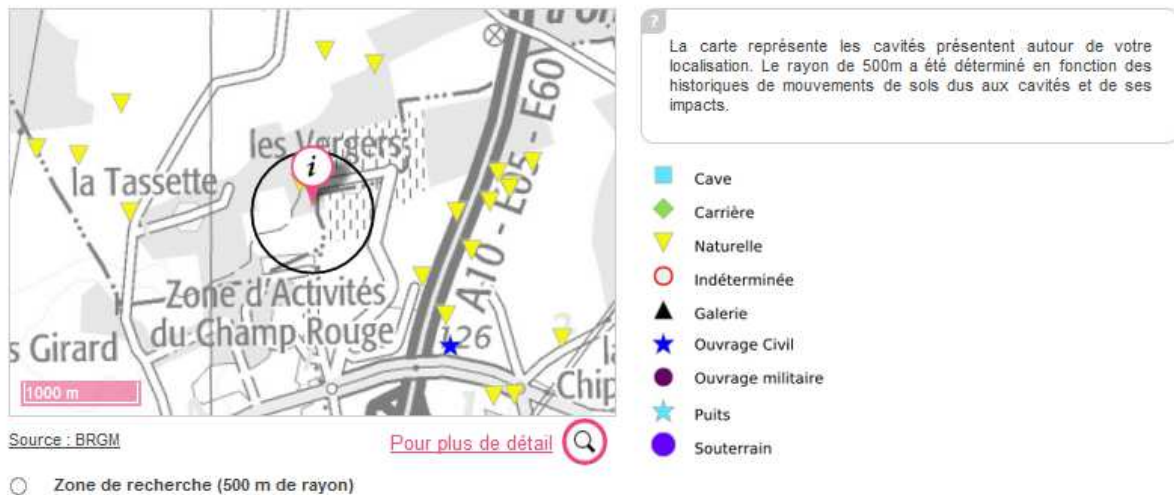 les Vergers
la Tassette
A 10 - E05 - E60
Zone d'Activités
du Champ Rouge
s Girard
126
Chip
1000 m
Source : BRGM
Pour plus de détail
Zone de recherche (500 m de rayon)
?
La carte représente les cavités présentent autour de votre
localisation. Le rayon de 500m a été déterminé en fonction des
historiques de mouvements de sols dus aux cavités et de ses
impacts.
Cave
Carrière
Naturelle
Indéterminée
Galerie
Ouvrage Civil
Ouvrage militaire
Puits
Souterrain